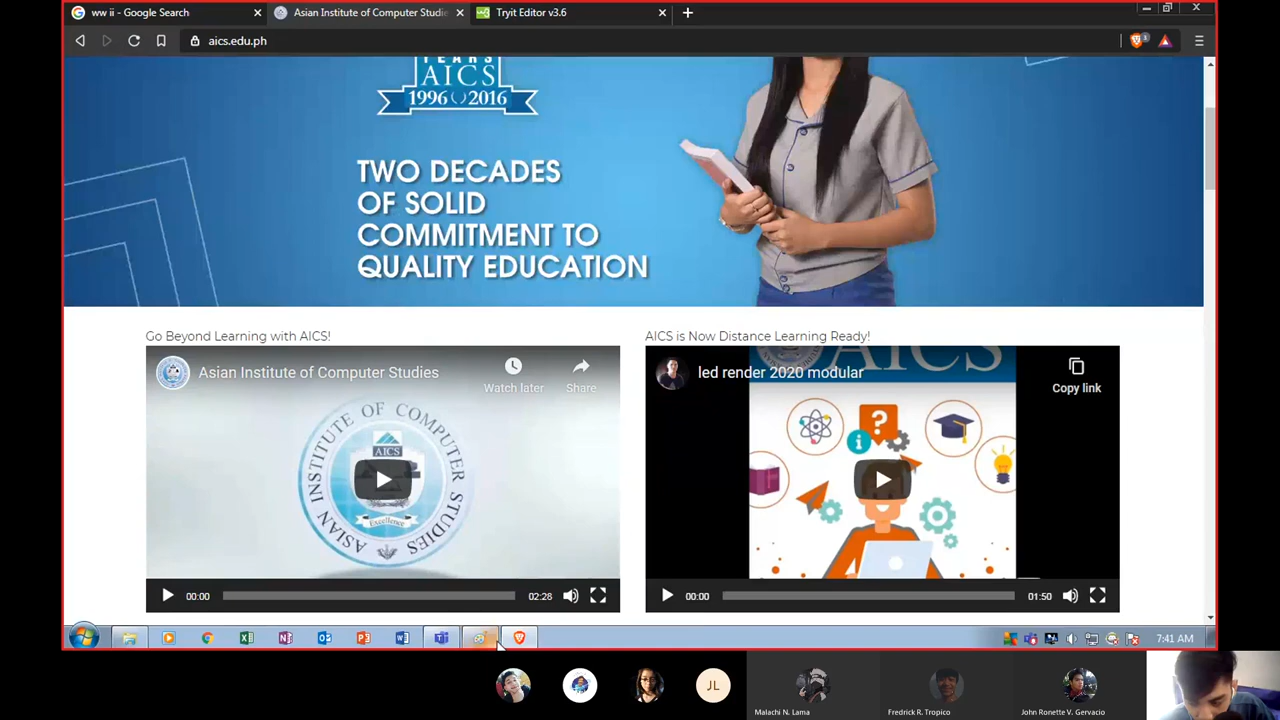 ww ii - Google Search
Asian Institute of Computer Studie
Tryit Editor v3.6
aics.edu.ph
3
YEARS
AICS
1996 2016
TWO DECADES
OF SOLID
COMMITMENT TO
QUALITY EDUCATION
Go Beyond Learning with AICS!
AICS is Now Distance Learning Ready!
Asian Institute of Computer Studies
Watch later
Share
led render 2020 modular
Copy link
AICS
ASIAN INSTITUTE OF COMPUTER STUDIES
AICS
Excellence
00:00
02:28
00:00
01:50
7:41 AM
JL
Malachi N. Lama
Fredrick R. Tropico
John Ronette V. Gervacio